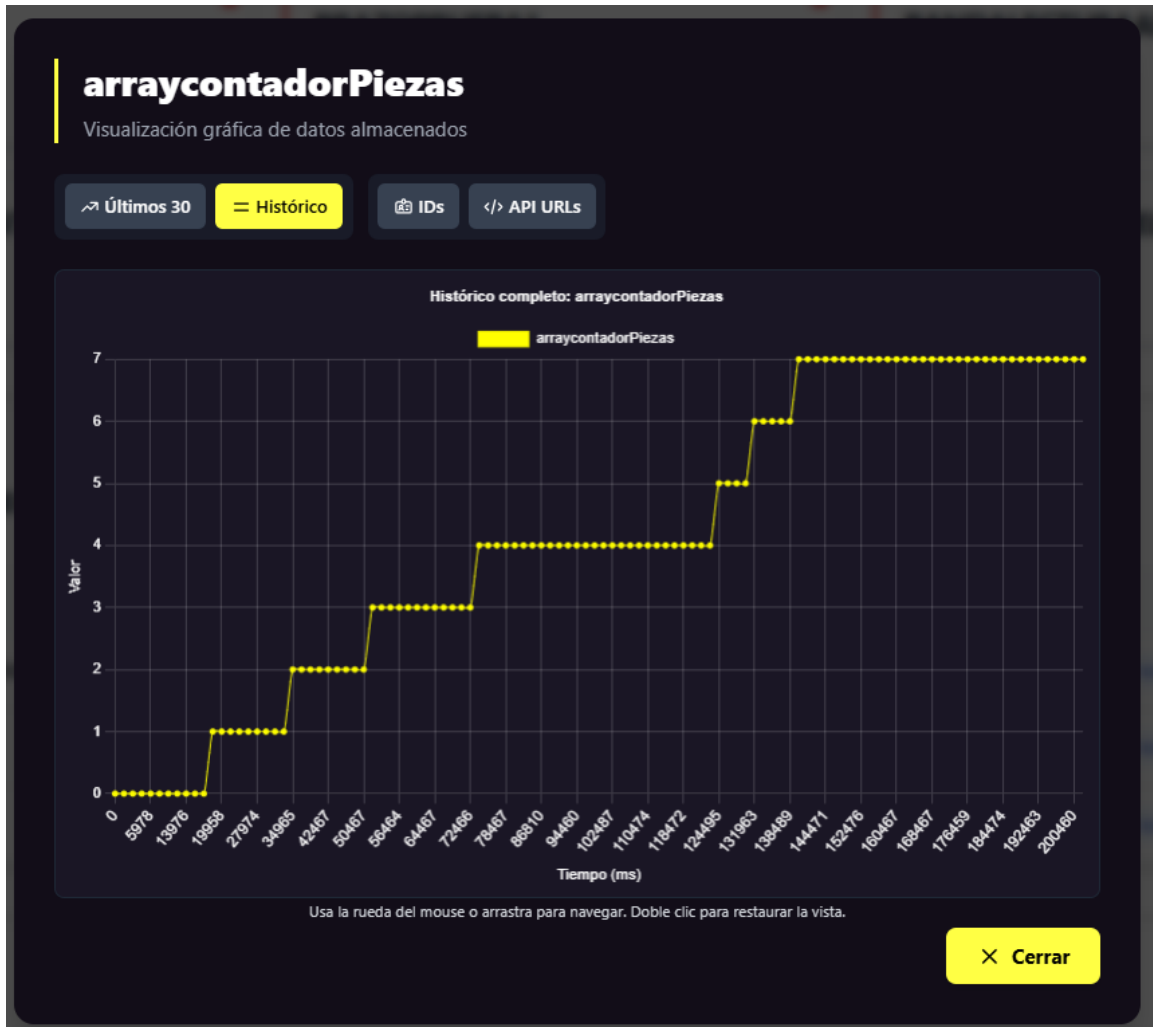 arraycontadorPiezas
Visualización gráfica de datos almacenados
Últimos 30
Histórico
IDs
</> API URLs
Histórico completo: arraycontadorPiezas
arraycontadorPiezas
7
6
5
4
3
2
1
0
Valor
0 5978 13976 19958 27974 34965 42467 50467 56464 64467 72466 78467 86810 94460 102487 110474 118472 124495 131963 138489 144471 152476 160467 168467 176459 184474 192463 200460
Tiempo (ms)
Usa la rueda del mouse o arrastra para navegar. Doble clic para restaurar la vista.
Cerrar